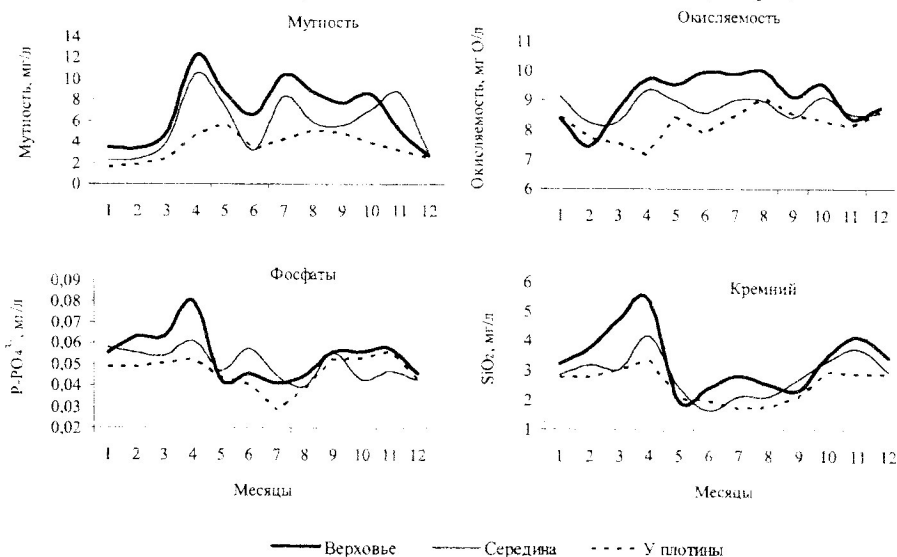 Мутность
Мутность, мг/л
14
12
10
8
6
4
2
0
1 2 3 4 5 6 7 8 9 10 11 12
Окисляемость
Окисляемость, мг О/л
11
10
9
8
7
6
1 2 3 4 5 6 7 8 9 10 11 12
Фосфаты
P-PO₄³⁻, мг/л
0,09
0,08
0,07
0,06
0,05
0,04
0,03
0,02
1 2 3 4 5 6 7 8 9 10 11 12
Месяцы
Кремний
SiO₂, мг/л
6
5
4
3
2
1
1 2 3 4 5 6 7 8 9 10 11 12
Месяцы
Верховье Середина У плотины